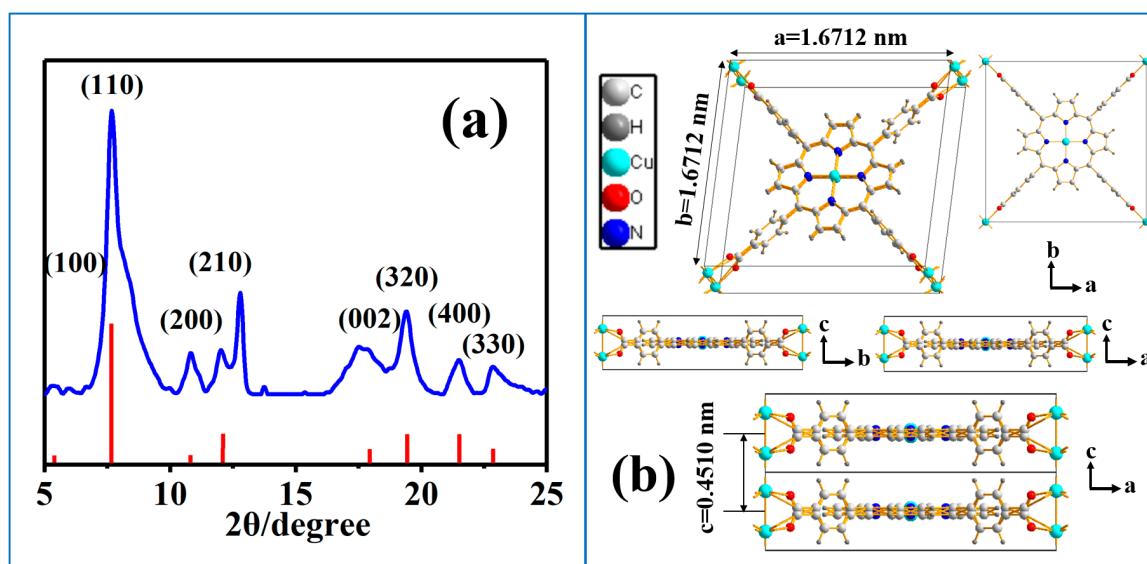 (a)
(110)
(100)
(210)
(200)
(002)
(320)
(400)
(330)
5
10
15
20
25
2θ/degree
C
H
Cu
O
N
a=1.6712 nm
b=1.6712 nm
b
a
c
b
c
a
(b)
c=0.4510 nm
c
a